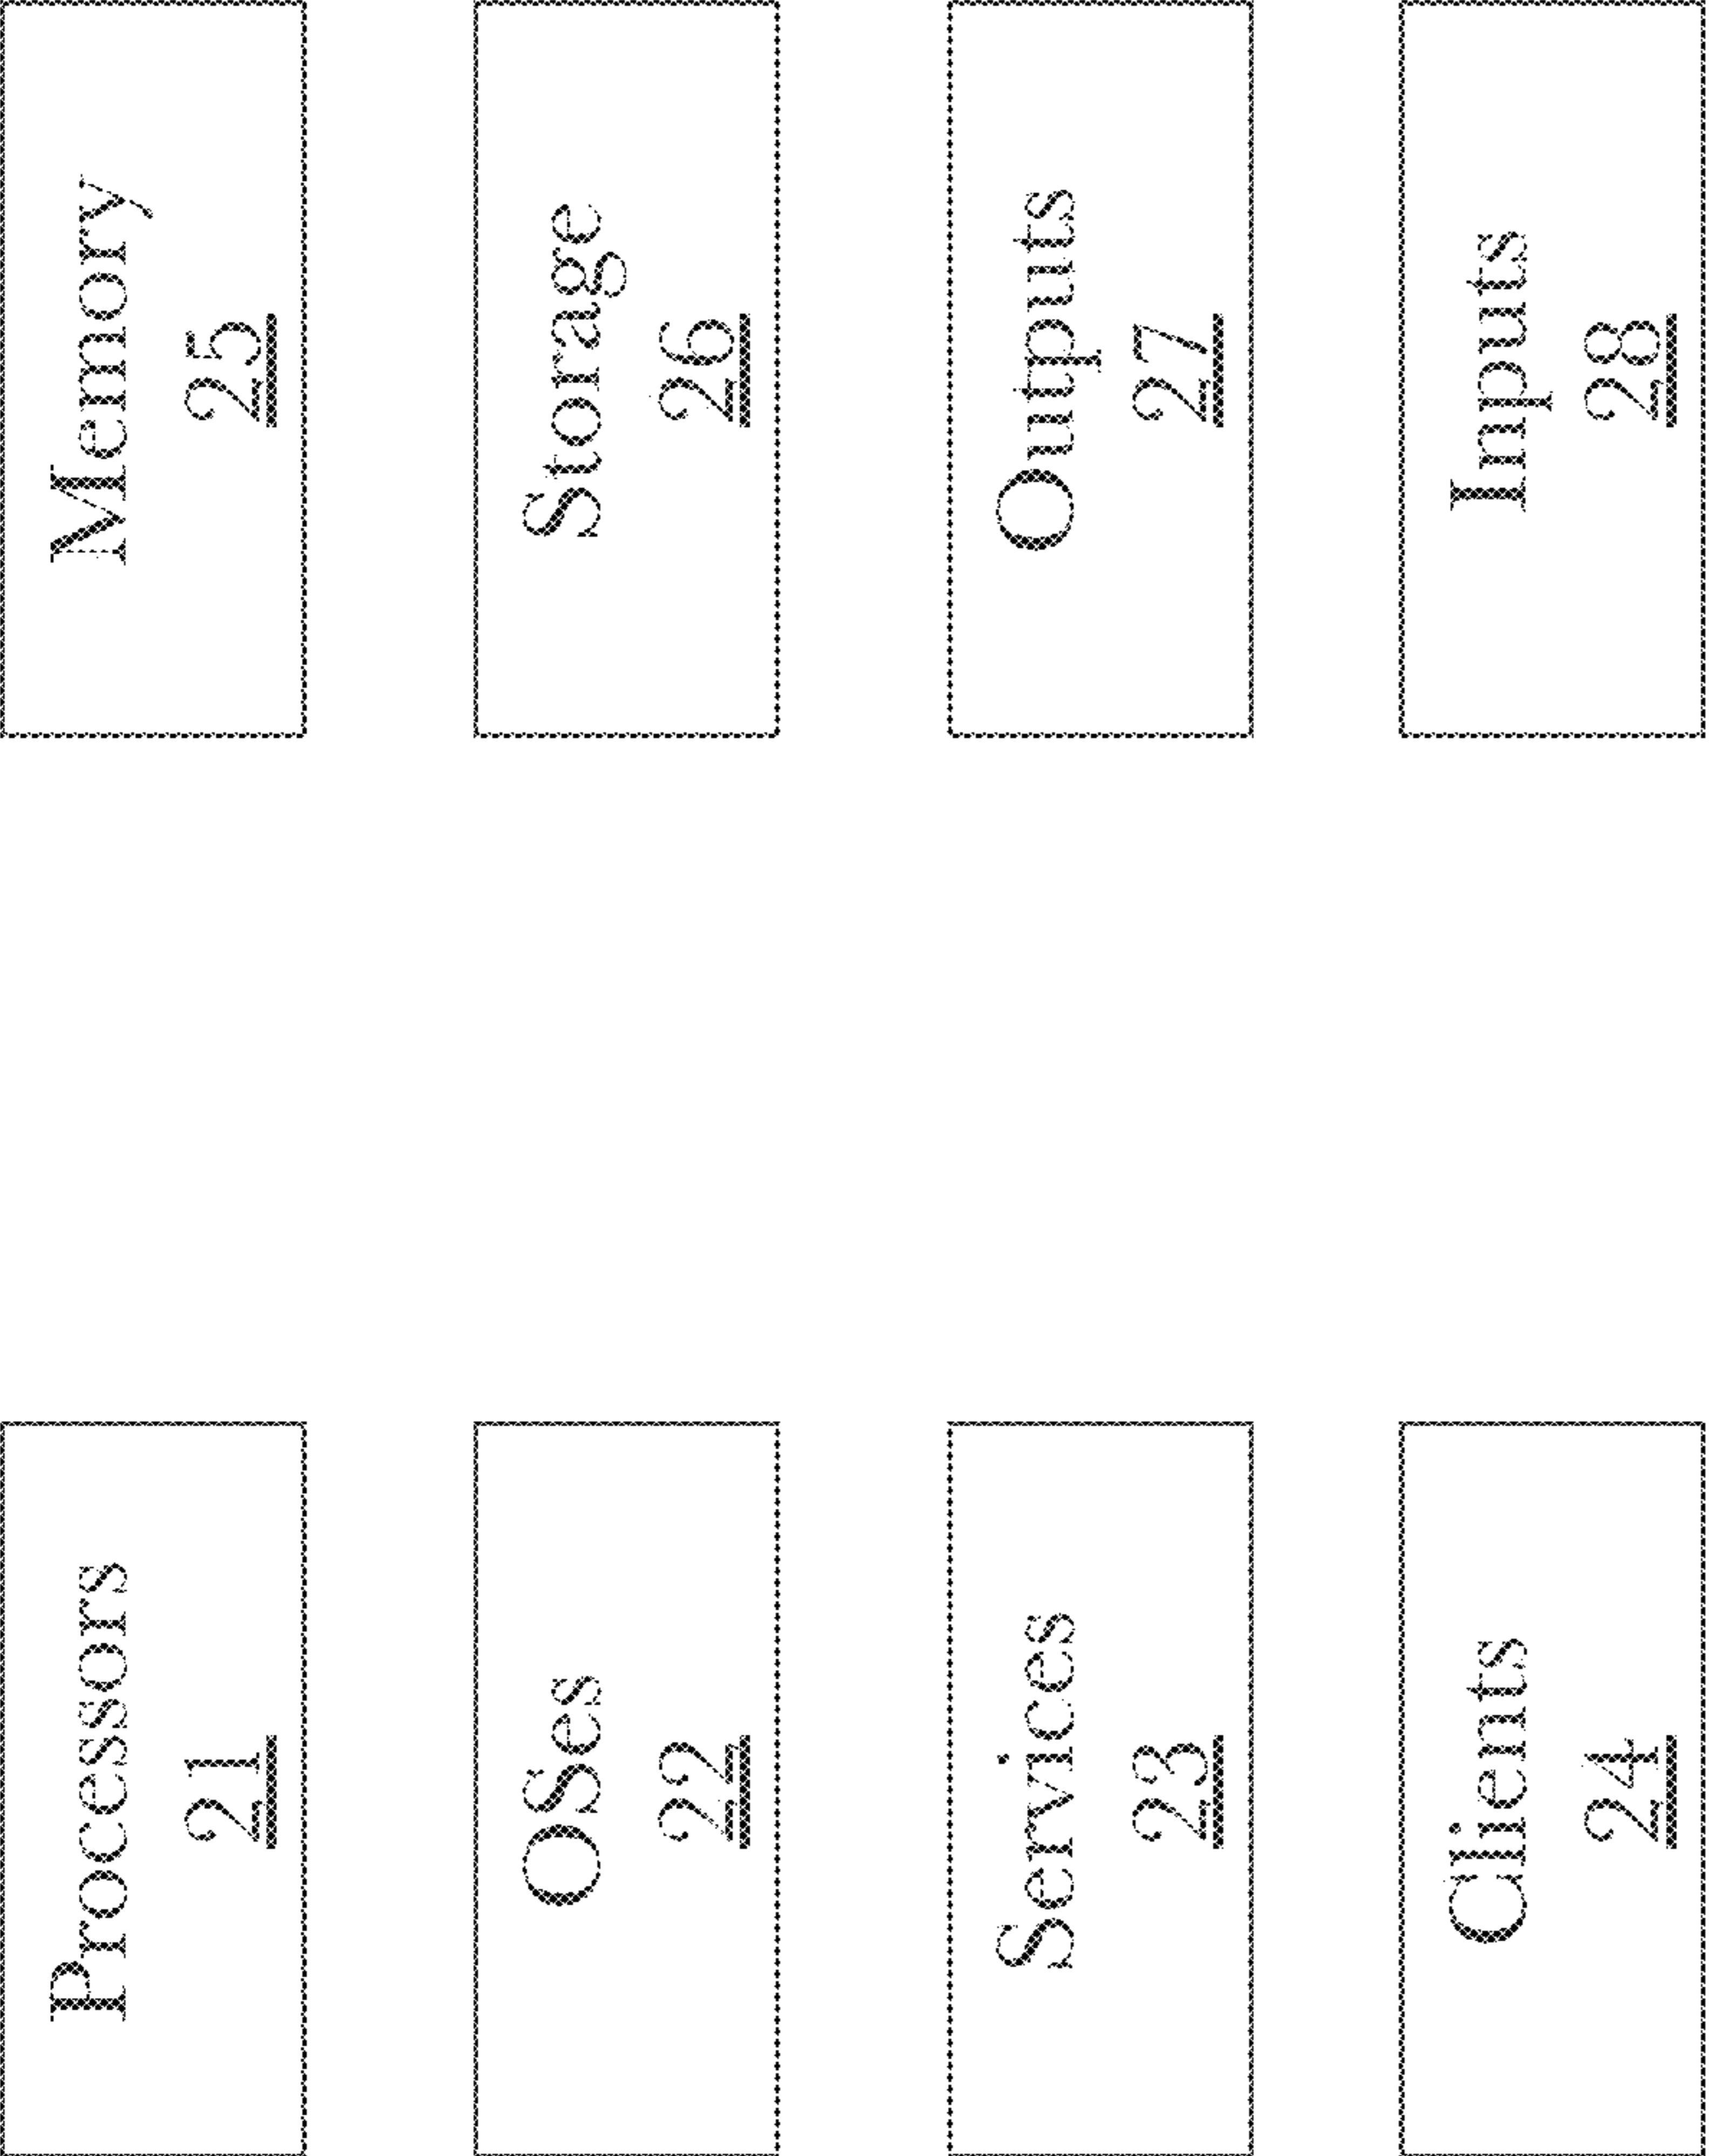 Processors
21
OSes
22
Services
23
Clients
24
Memory
25
Storage
26
Outputs
27
Inputs
28